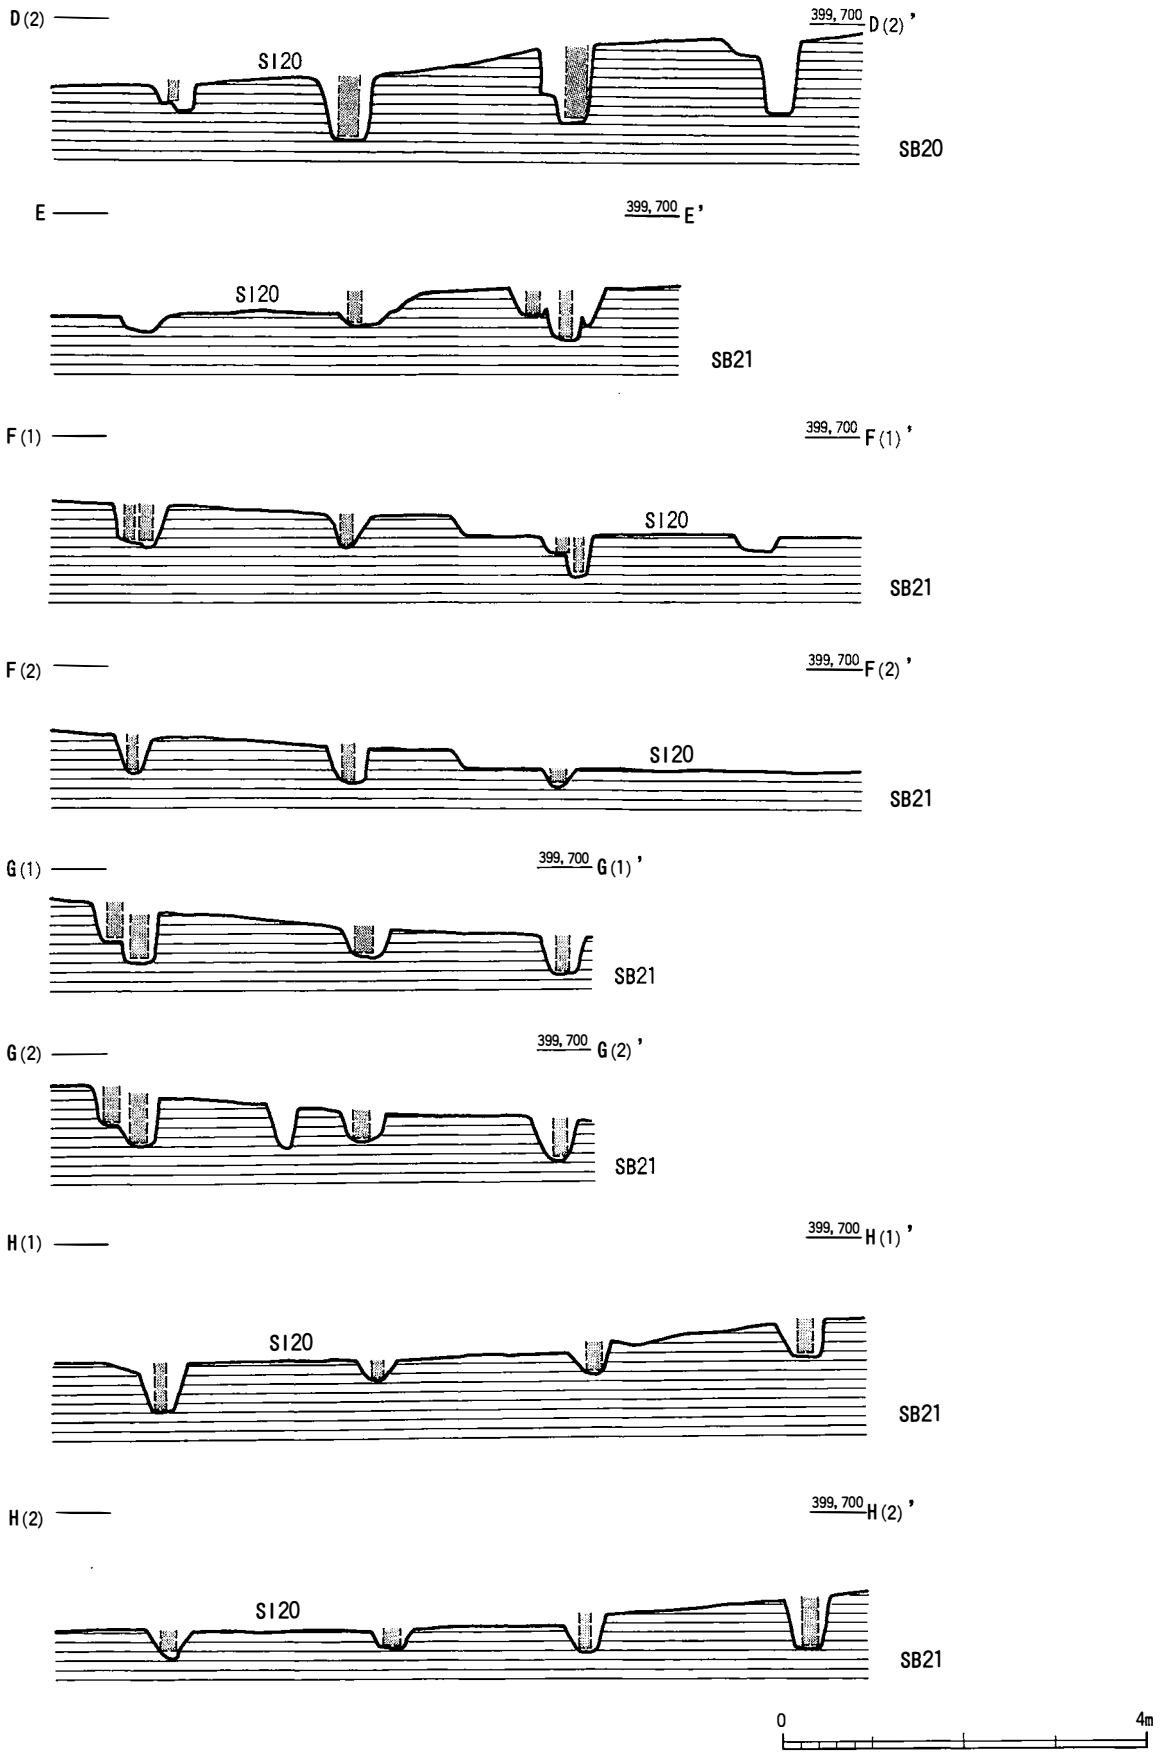 D(2) 399,700 D(2)'
SI20
SB20
E 399,700 E'
SI20
SB21
F(1) 399,700 F(1)'
SI20
SB21
F(2) 399,700 F(2)'
SI20
SB21
G(1) 399,700 G(1)'
SB21
G(2) 399,700 G(2)'
SB21
H(1) 399,700 H(1)'
SI20
SB21
H(2) 399,700 H(2)'
SI20
SB21
0 4m